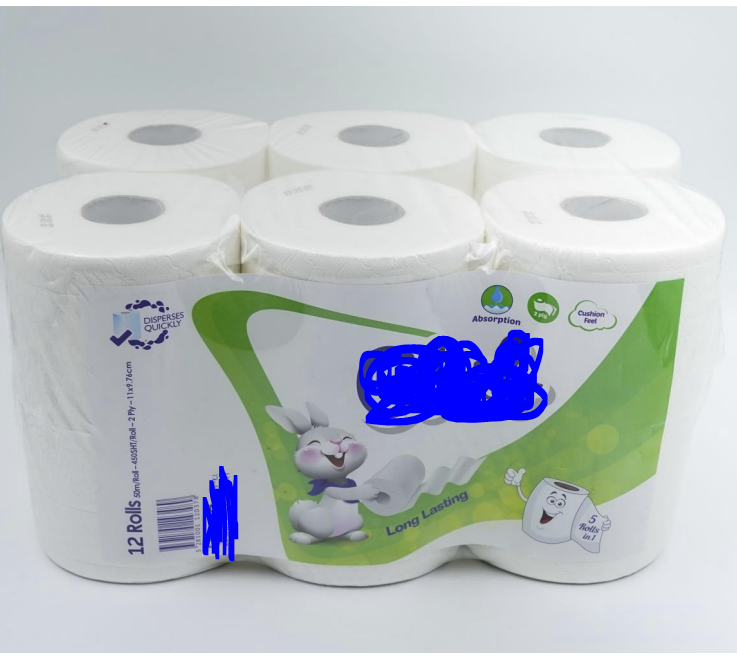 DISPERSES
QUICKLY
Absorption
2 ply
Cushion
Feel
12 Rolls 50m/Roll - 450SHT/Roll - 2 Ply - 11x9.76cm
Long Lasting
5
Rolls
in 1